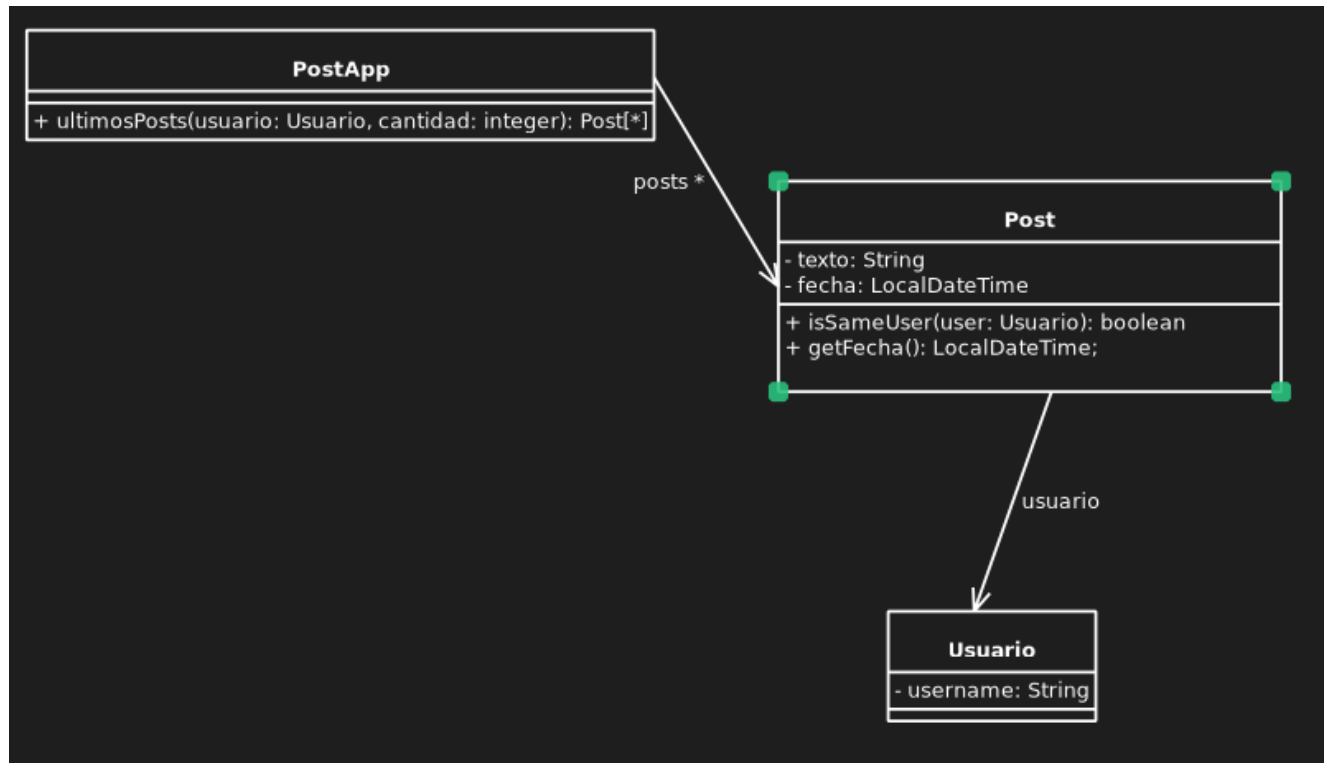 PostApp
+ ultimosPosts(usuario: Usuario, cantidad: integer): Post[*]
posts *
Post
- texto: String
- fecha: LocalDateTime
+ isSameUser(user: Usuario): boolean
+ getFecha(): LocalDateTime;
usuario
Usuario
- username: String